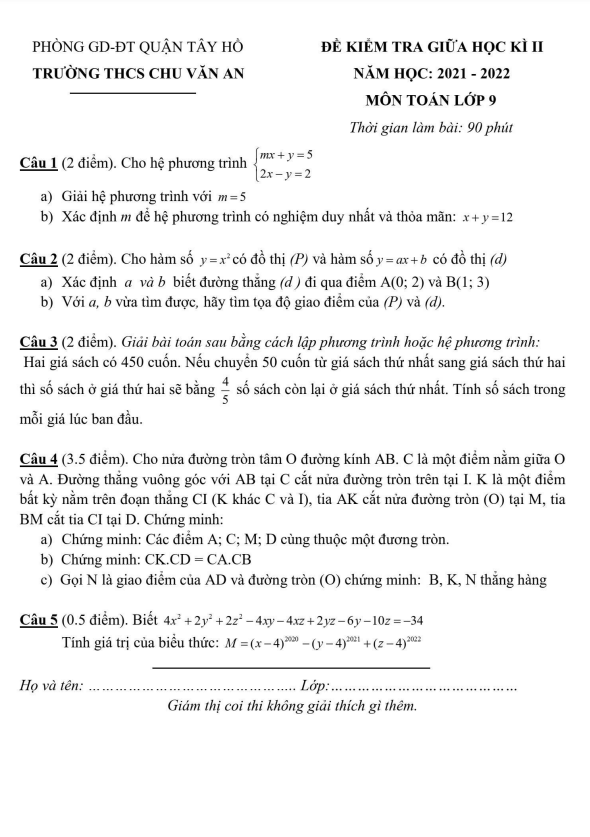 PHÒNG GD-ĐT QUẬN TÂY HỒ
TRƯỜNG THCS CHU VĂN AN
ĐỀ KIỂM TRA GIỮA HỌC KÌ II
NĂM HỌC: 2021 - 2022
MÔN TOÁN LỚP 9
Thời gian làm bài: 90 phút
Câu 1 (2 điểm). Cho hệ phương trình { mx + y = 5
2x − y = 2
a) Giải hệ phương trình với m = 5
b) Xác định m để hệ phương trình có nghiệm duy nhất và thỏa mãn: x + y = 12
Câu 2 (2 điểm). Cho hàm số y = x² có đồ thị (P) và hàm số y = ax + b có đồ thị (d)
a) Xác định a và b biết đường thẳng (d ) đi qua điểm A(0; 2) và B(1; 3)
b) Với a, b vừa tìm được, hãy tìm tọa độ giao điểm của (P) và (d).
Câu 3 (2 điểm). Giải bài toán sau bằng cách lập phương trình hoặc hệ phương trình:
Hai giá sách có 450 cuốn. Nếu chuyển 50 cuốn từ giá sách thứ nhất sang giá sách thứ hai
thì số sách ở giá thứ hai sẽ bằng 4/5 số sách còn lại ở giá sách thứ nhất. Tính số sách trong
mỗi giá lúc ban đầu.
Câu 4 (3.5 điểm). Cho nửa đường tròn tâm O đường kính AB. C là một điểm nằm giữa O
và A. Đường thẳng vuông góc với AB tại C cắt nửa đường tròn trên tại I. K là một điểm
bất kỳ nằm trên đoạn thẳng CI (K khác C và I), tia AK cắt nửa đường tròn (O) tại M, tia
BM cắt tia CI tại D. Chứng minh:
a) Chứng minh: Các điểm A; C; M; D cùng thuộc một đương tròn.
b) Chứng minh: CK.CD = CA.CB
c) Gọi N là giao điểm của AD và đường tròn (O) chứng minh: B, K, N thẳng hàng
Câu 5 (0.5 điểm). Biết 4x² + 2y² + 2z² − 4xy − 4xz + 2yz − 6y − 10z = −34
Tính giá trị của biểu thức: M = (x − 4)²⁰²⁰ − (y − 4)²⁰²¹ + (z − 4)²⁰²²
Họ và tên: ........................................ Lớp:........................................
Giám thị coi thi không giải thích gì thêm.